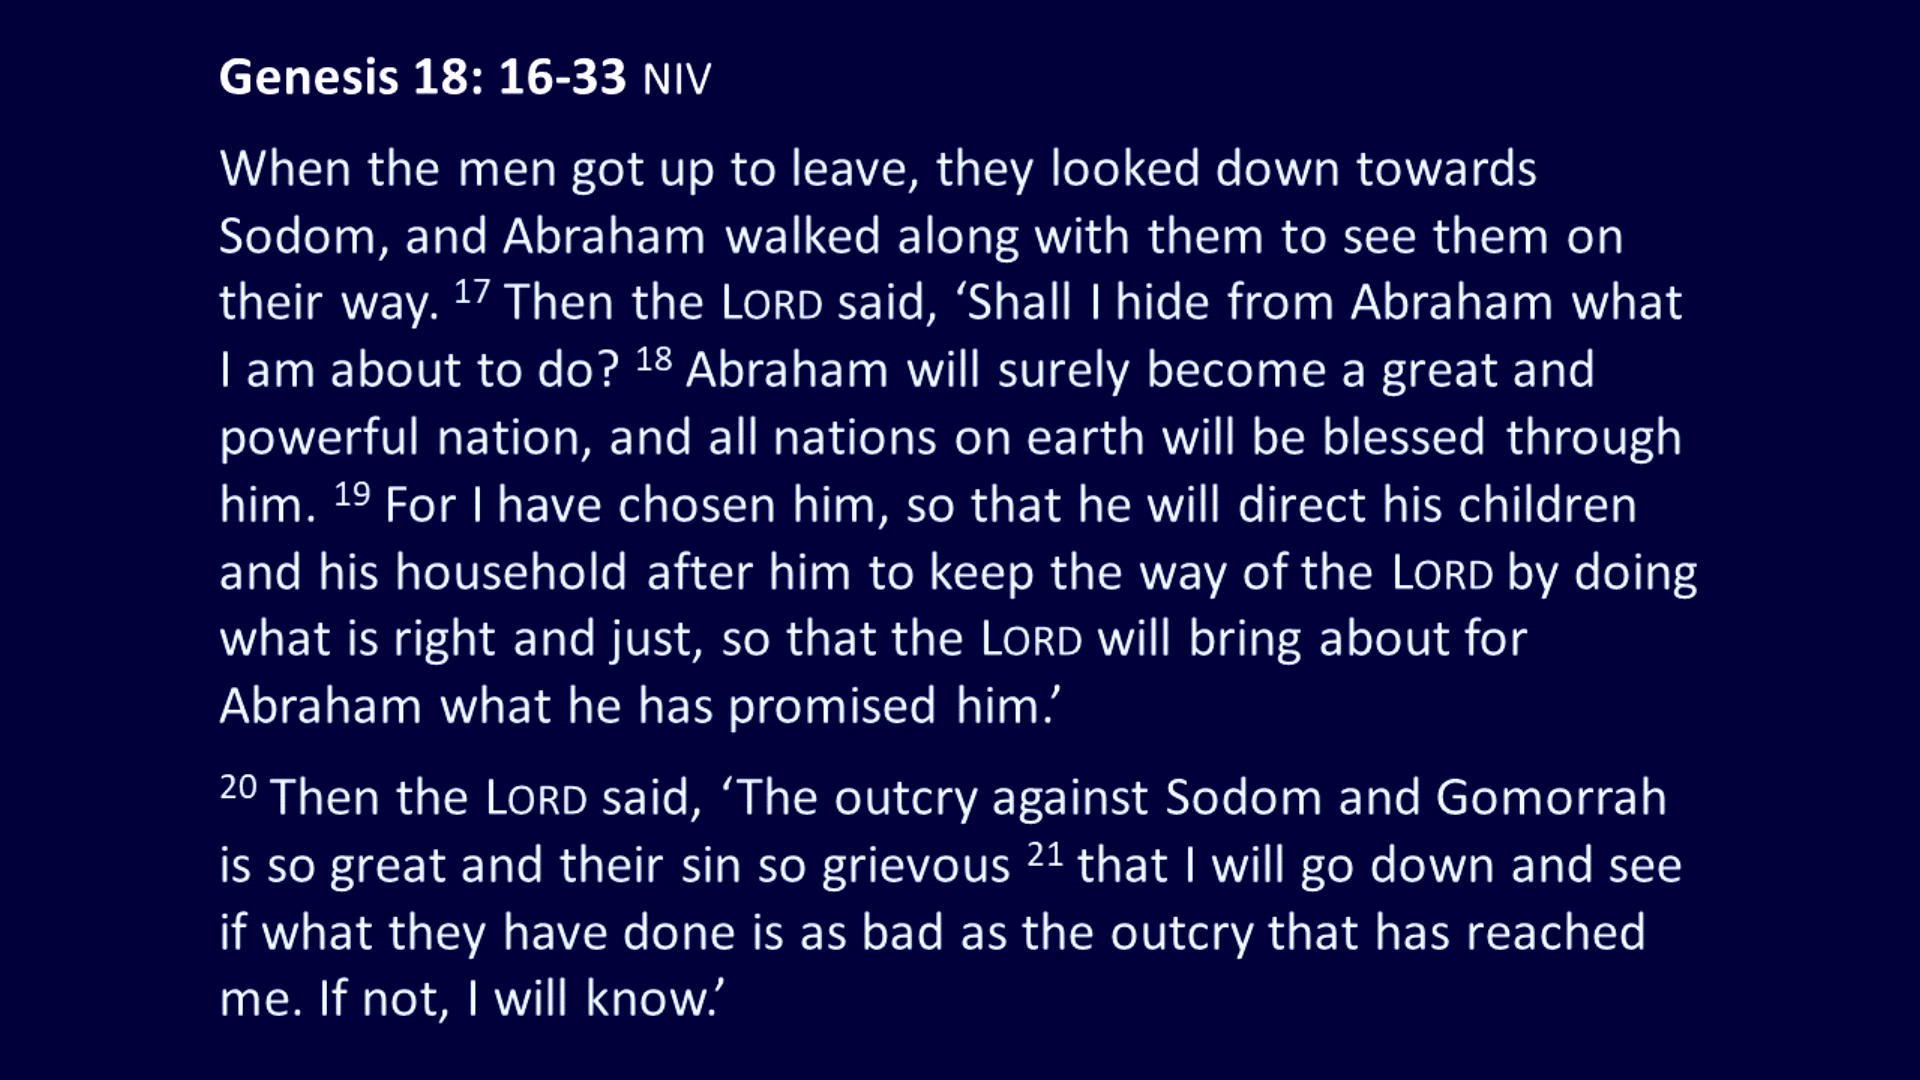 Genesis 18: 16-33 NIV
When the men got up to leave, they looked down towards
Sodom, and Abraham walked along with them to see them on
their way. 17 Then the LORD said, ‘Shall I hide from Abraham what
I am about to do? 18 Abraham will surely become a great and
powerful nation, and all nations on earth will be blessed through
him. 19 For I have chosen him, so that he will direct his children
and his household after him to keep the way of the LORD by doing
what is right and just, so that the LORD will bring about for
Abraham what he has promised him.’
20 Then the LORD said, ‘The outcry against Sodom and Gomorrah
is so great and their sin so grievous 21 that I will go down and see
if what they have done is as bad as the outcry that has reached
me. If not, I will know.’